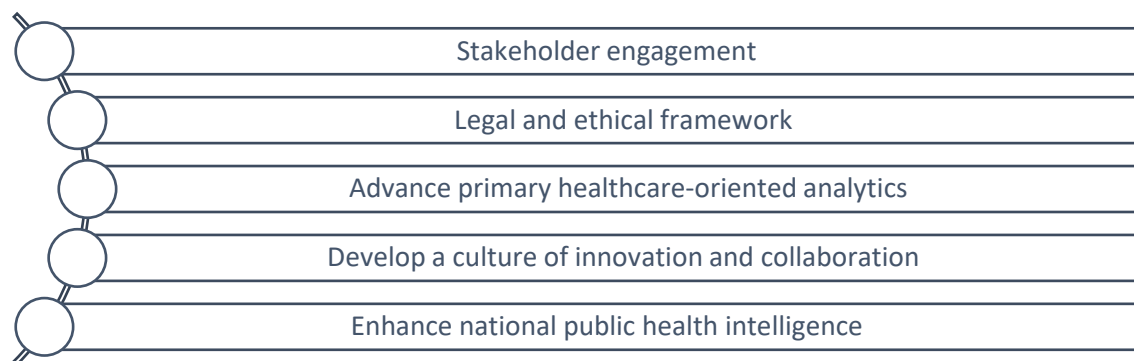 Stakeholder engagement
Legal and ethical framework
Advance primary healthcare-oriented analytics
Develop a culture of innovation and collaboration
Enhance national public health intelligence